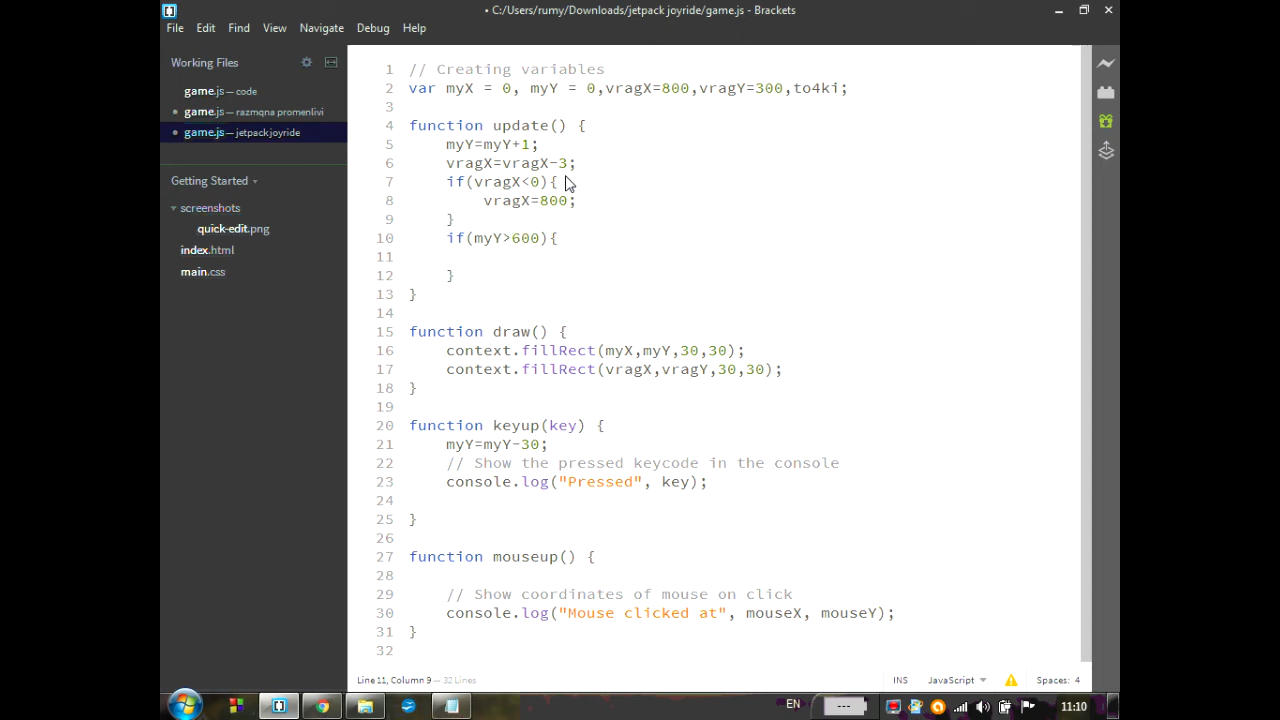 • C:/Users/rumy/Downloads/jetpack joyride/game.js - Brackets
File Edit Find View Navigate Debug Help
Working Files
game.js — code
game.js — razmqna promenlivi
game.js — jetpack joyride
Getting Started
screenshots
quick-edit.png
index.html
main.css
1 // Creating variables
2 var myX = 0, myY = 0,vragX=800,vragY=300,to4ki;
3
4 function update() {
5 myY=myY+1;
6 vragX=vragX-3;
7 if(vragX<0){
8 vragX=800;
9 }
10 if(myY>600){
11
12 }
13 }
14
15 function draw() {
16 context.fillRect(myX,myY,30,30);
17 context.fillRect(vragX,vragY,30,30);
18 }
19
20 function keyup(key) {
21 myY=myY-30;
22 // Show the pressed keycode in the console
23 console.log("Pressed", key);
24
25 }
26
27 function mouseup() {
28
29 // Show coordinates of mouse on click
30 console.log("Mouse clicked at", mouseX, mouseY);
31 }
32
Line 11, Column 9 — 32 Lines INS JavaScript Spaces: 4
EN --- 11:10